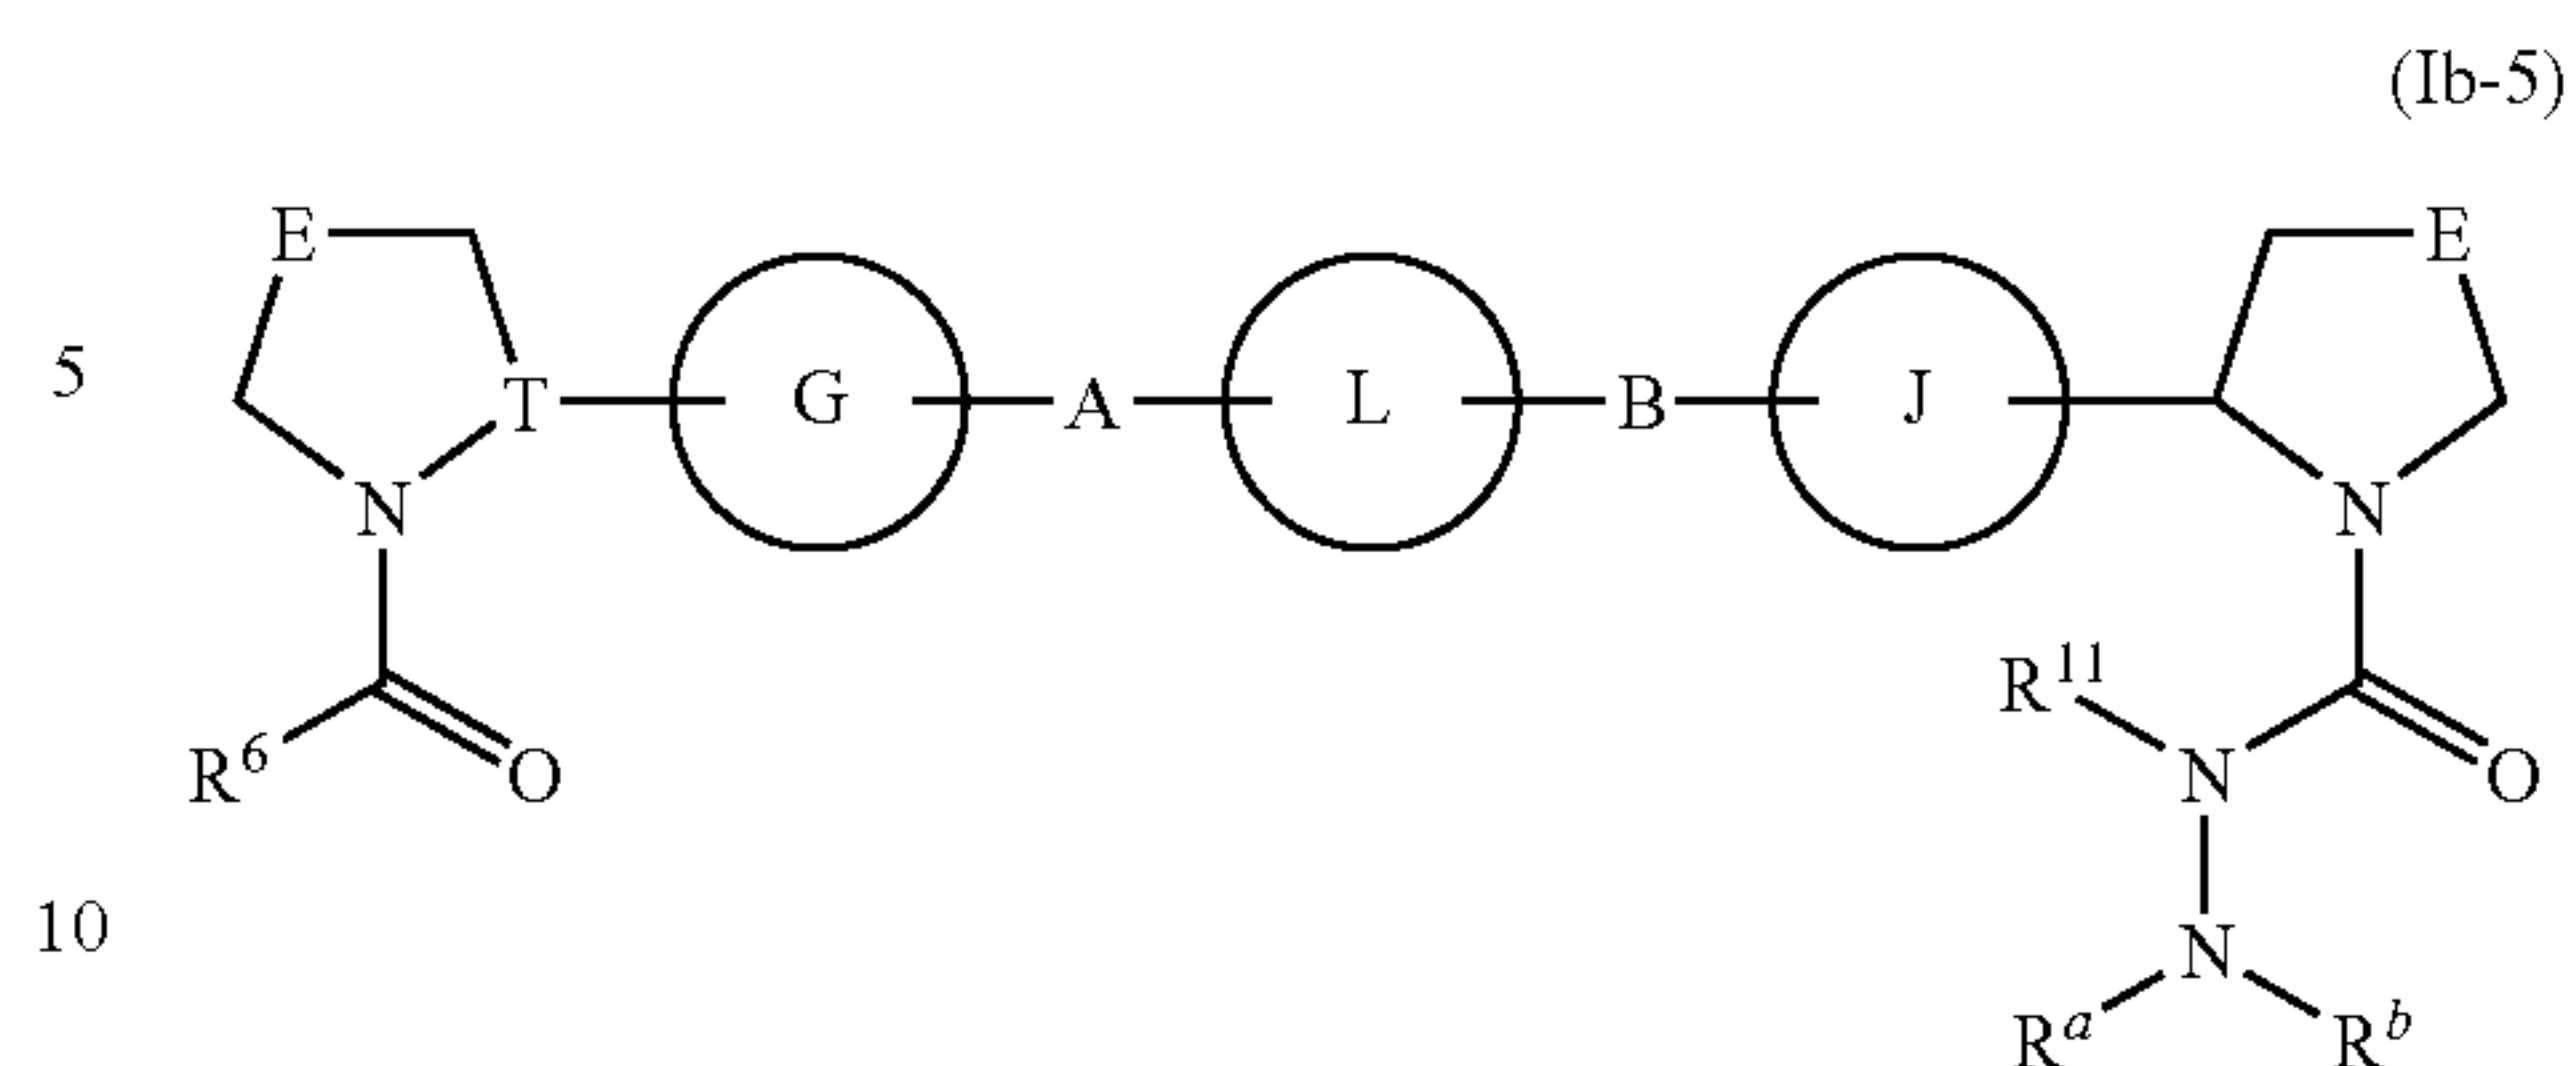 (Ib-5)
E E
5 T G A L B J
N N
R¹¹
R⁶ O N O
10 N
Rᵃ Rᵇ